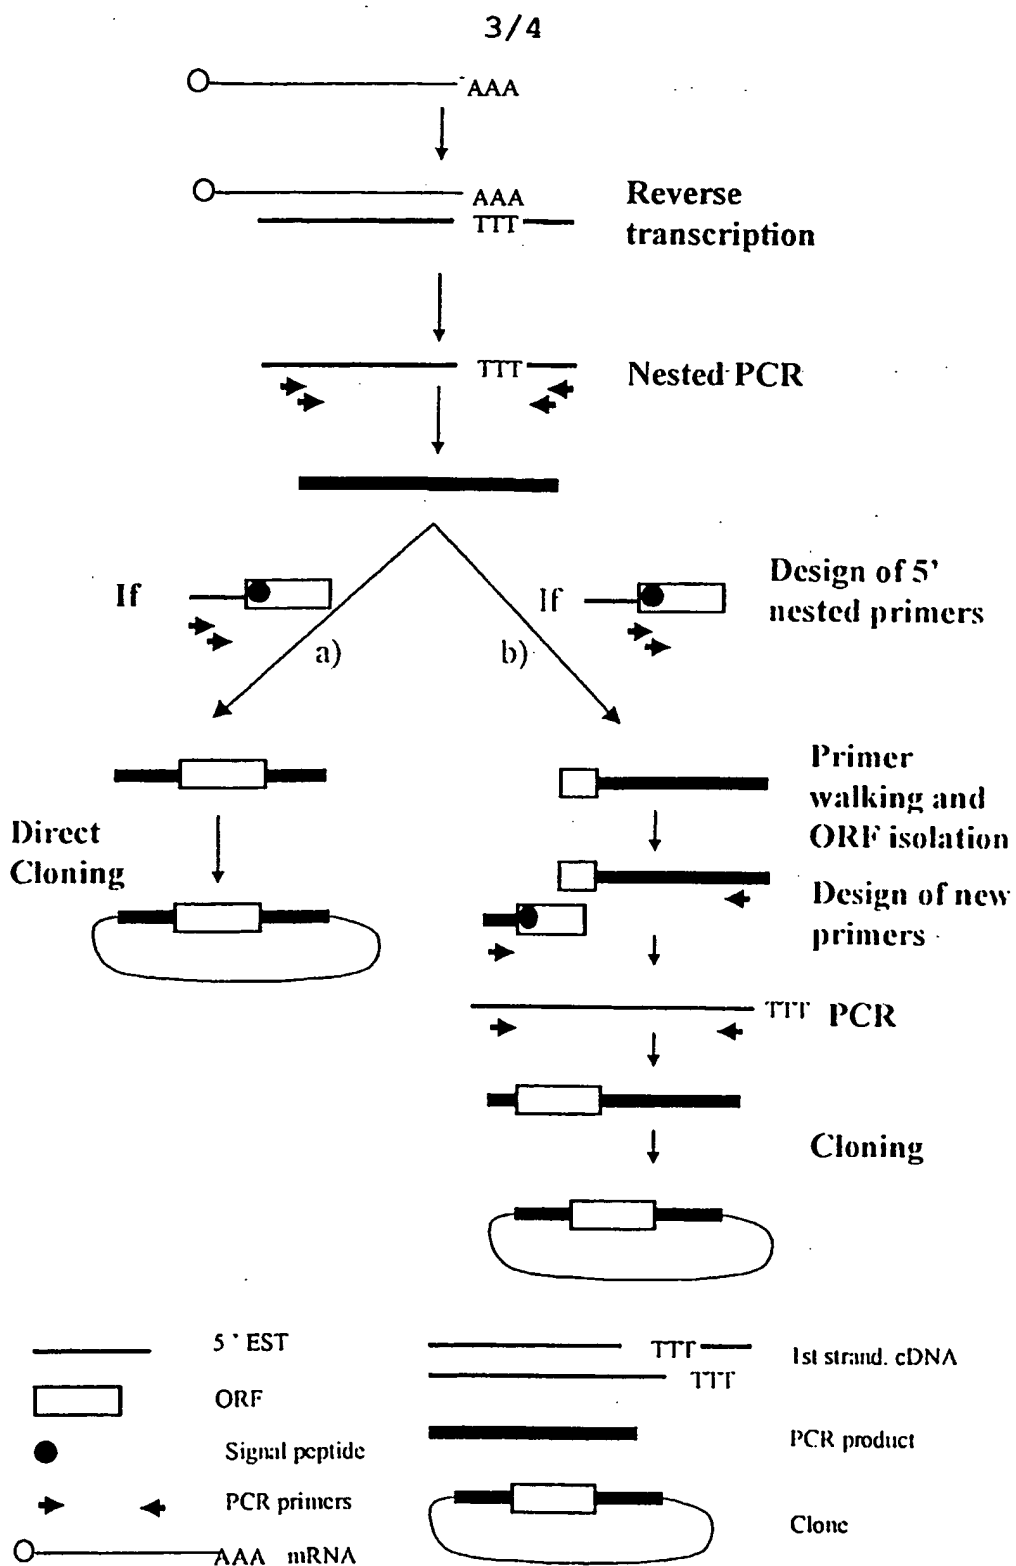 3/4
AAA
AAA
TTT
Reverse
transcription
TTT
Nested PCR
If
If
Design of 5'
nested primers
a)
b)
Primer
walking and
ORF isolation
Direct
Cloning
Design of new
primers
TTT PCR
Cloning
5' EST
ORF
Signal peptide
PCR primers
AAA mRNA
TTT
TTT
1st strand. cDNA
PCR product
Clone